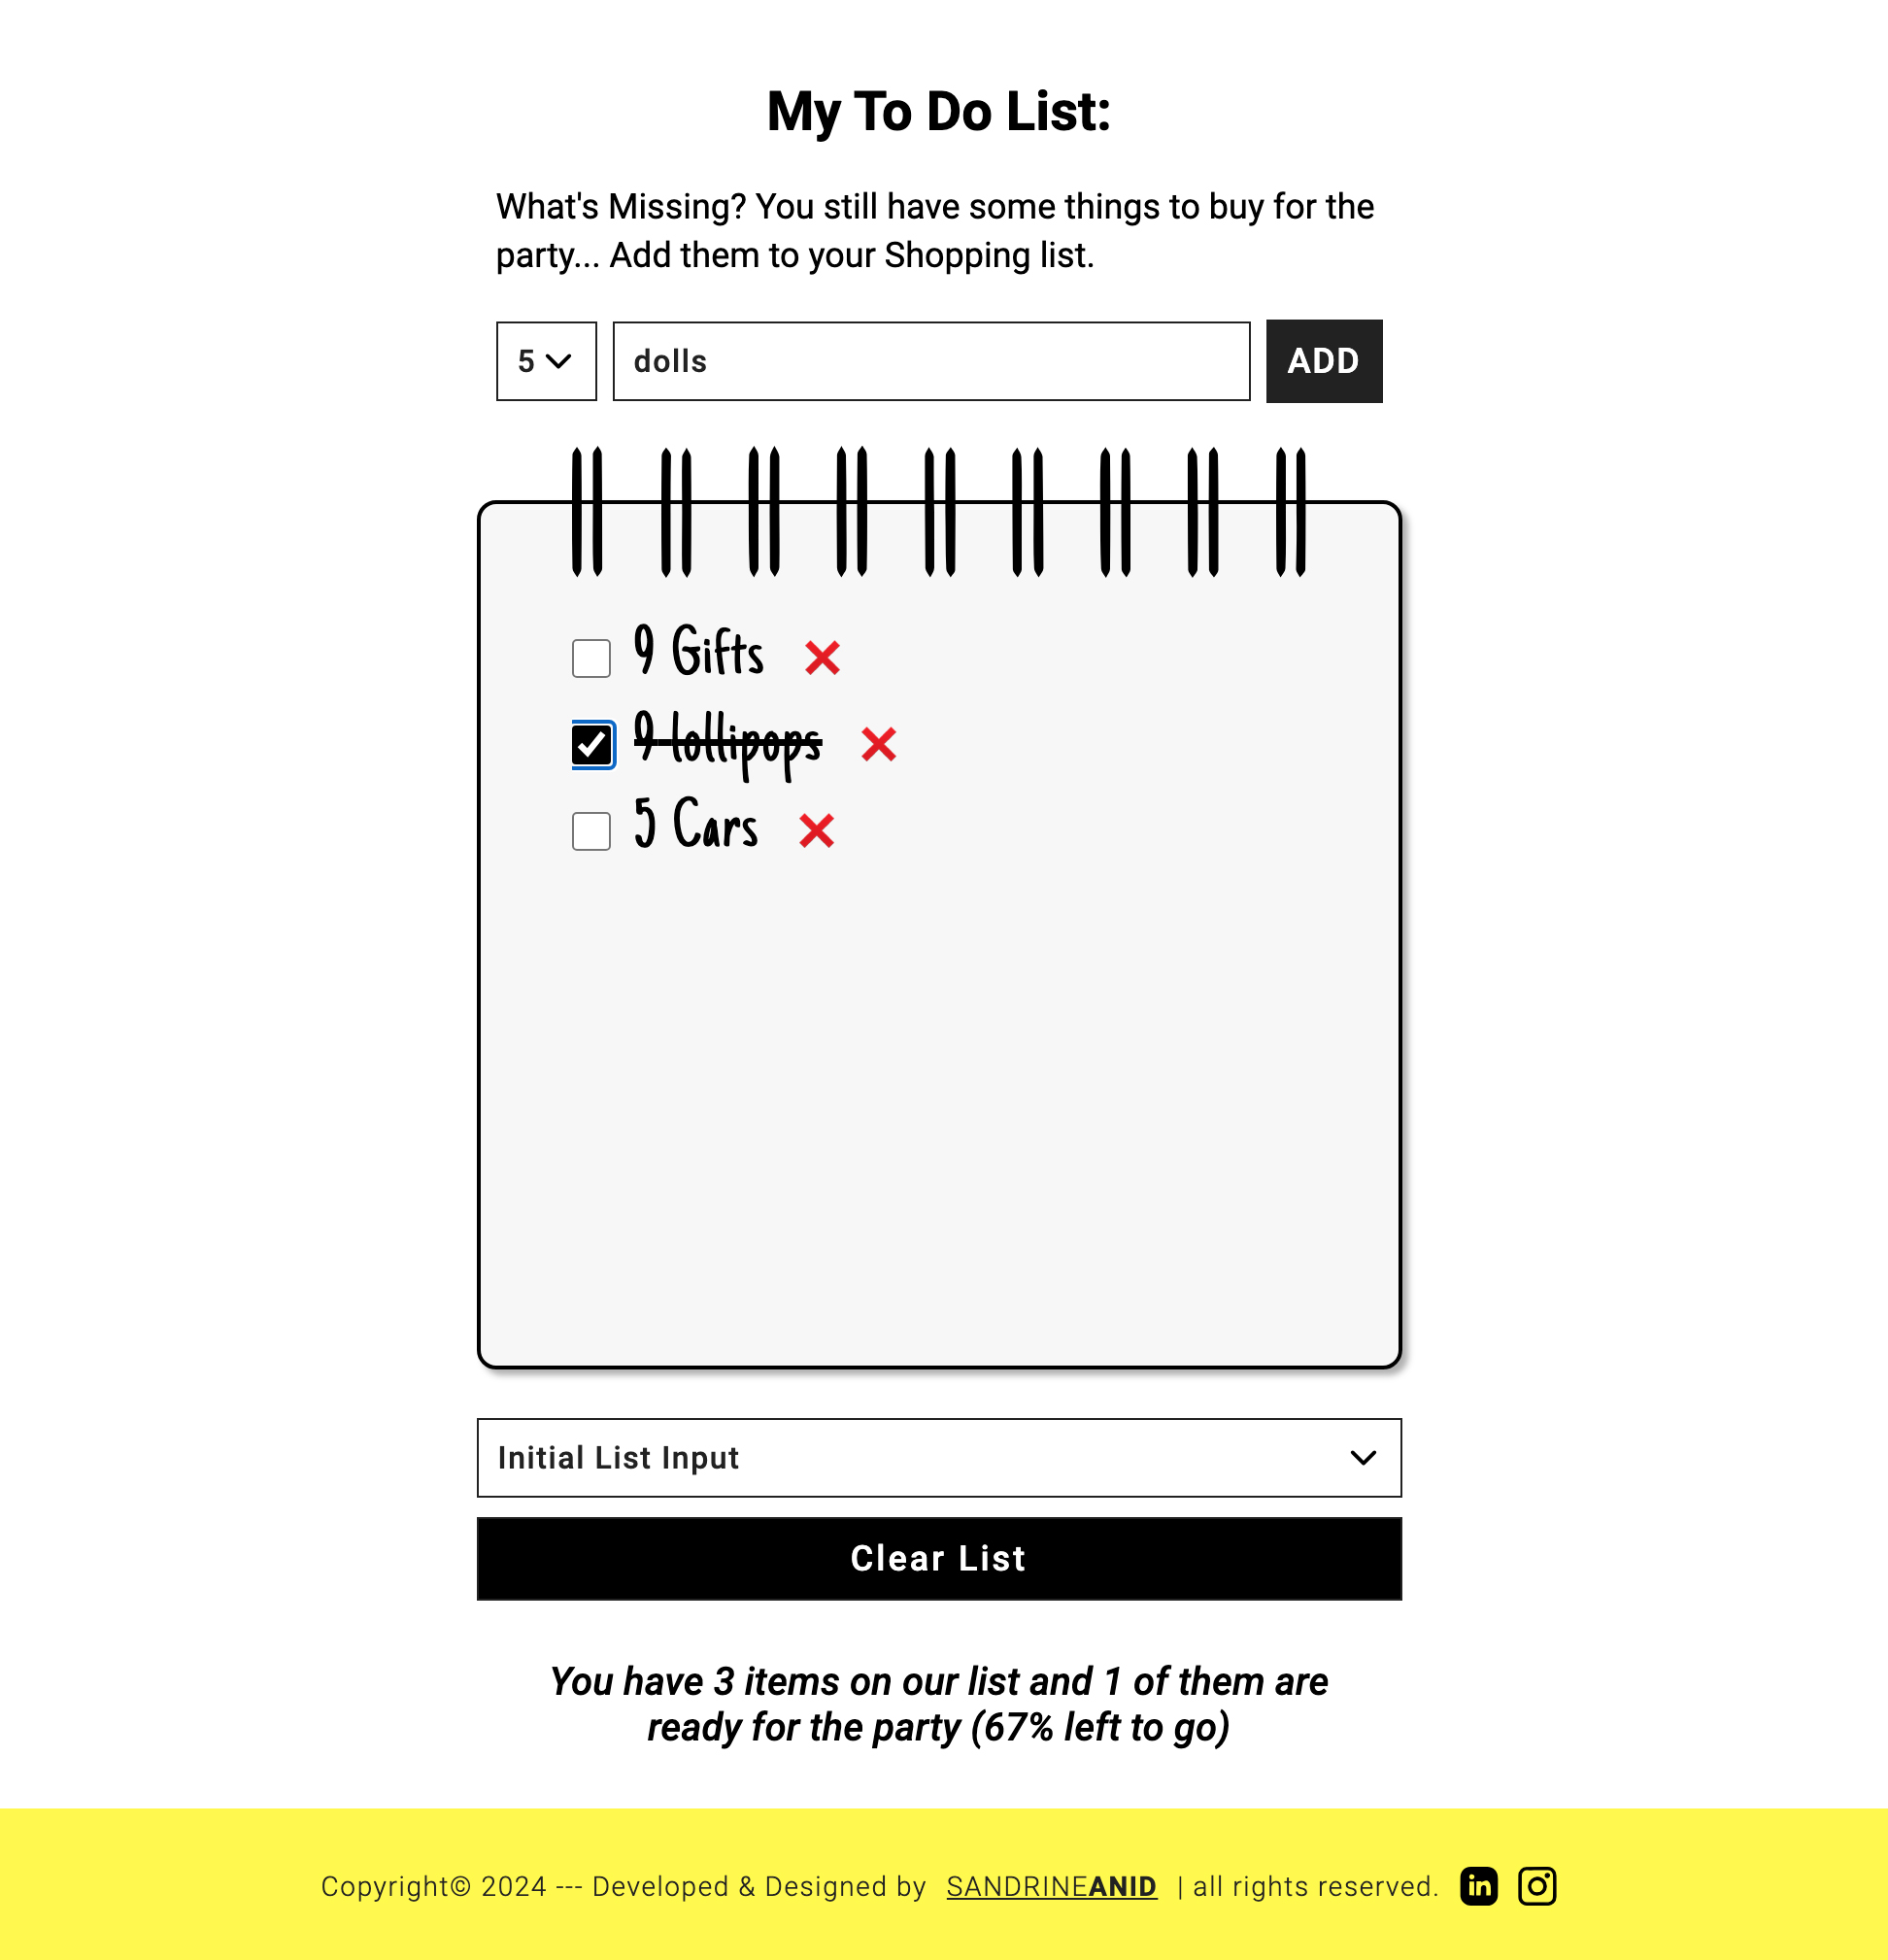 My To Do List:
What's Missing? You still have some things to buy for the
party... Add them to your Shopping list.
5 dolls ADD
9 Gifts
9 lollipops
5 Cars
Initial List Input
Clear List
You have 3 items on our list and 1 of them are
ready for the party (67% left to go)
Copyright© 2024 --- Developed & Designed by SANDRINEANID | all rights reserved. in